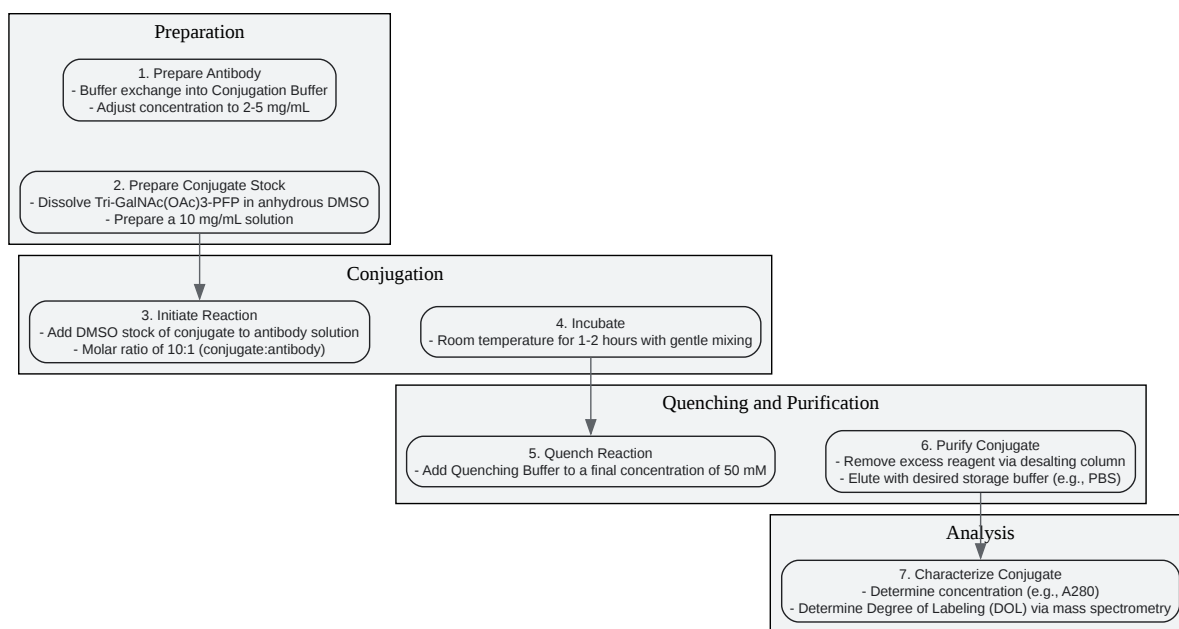 Preparation
1. Prepare Antibody
- Buffer exchange into Conjugation Buffer
- Adjust concentration to 2-5 mg/mL
2. Prepare Conjugate Stock
- Dissolve Tri-GalNAc(OAc)3-PFP in anhydrous DMSO
- Prepare a 10 mg/mL solution
Conjugation
3. Initiate Reaction
- Add DMSO stock of conjugate to antibody solution
- Molar ratio of 10:1 (conjugate:antibody)
4. Incubate
- Room temperature for 1-2 hours with gentle mixing
Quenching and Purification
5. Quench Reaction
- Add Quenching Buffer to a final concentration of 50 mM
6. Purify Conjugate
- Remove excess reagent via desalting column
- Elute with desired storage buffer (e.g., PBS)
Analysis
7. Characterize Conjugate
- Determine concentration (e.g., A280)
- Determine Degree of Labeling (DOL) via mass spectrometry